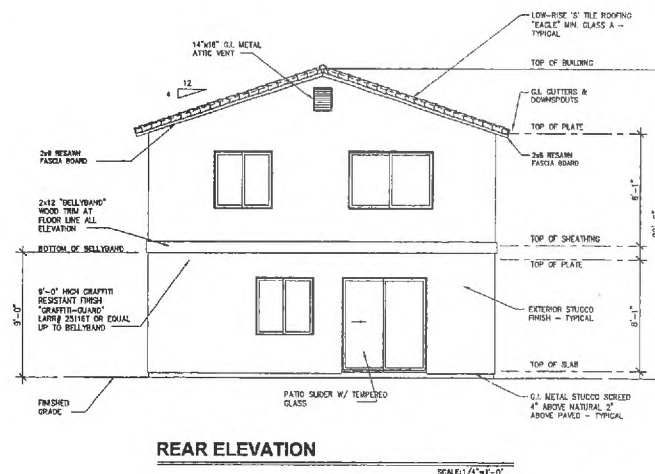 LOW-RISE 'S' TILE ROOFING
"EAGLE" MIN. CLASS A -
TYPICAL
14"x18" G.I. METAL
ATTIC VENT
TOP OF BUILDING
12
4
G.I. GUTTERS &
DOWNSPOUTS
TOP OF PLATE
2x8 RESAWN
FASCIA BOARD
2x6 RESAWN
FASCIA BOARD
8'-1"
2x12 "BELLYBAND"
WOOD TRIM AT
FLOOR LINE ALL
ELEVATION
BOTTOM OF BELLYBAND
TOP OF SHEATHING
TOP OF PLATE
9'-0" HIGH GRAFFITI
RESISTANT FINISH
"GRAFFITI-GUARD"
OR EQUAL
UP TO BELLYBAND
9'-0"
EXTERIOR STUCCO
FINISH - TYPICAL
8'-1"
TOP OF SLAB
FINISHED
GRADE
PATIO SLIDER W/ TEMPERED
GLASS
G.I. METAL STUCCO SCREED
4" ABOVE NATURAL 2"
ABOVE PAVED - TYPICAL
REAR ELEVATION
SCALE:1/4"=1'-0"